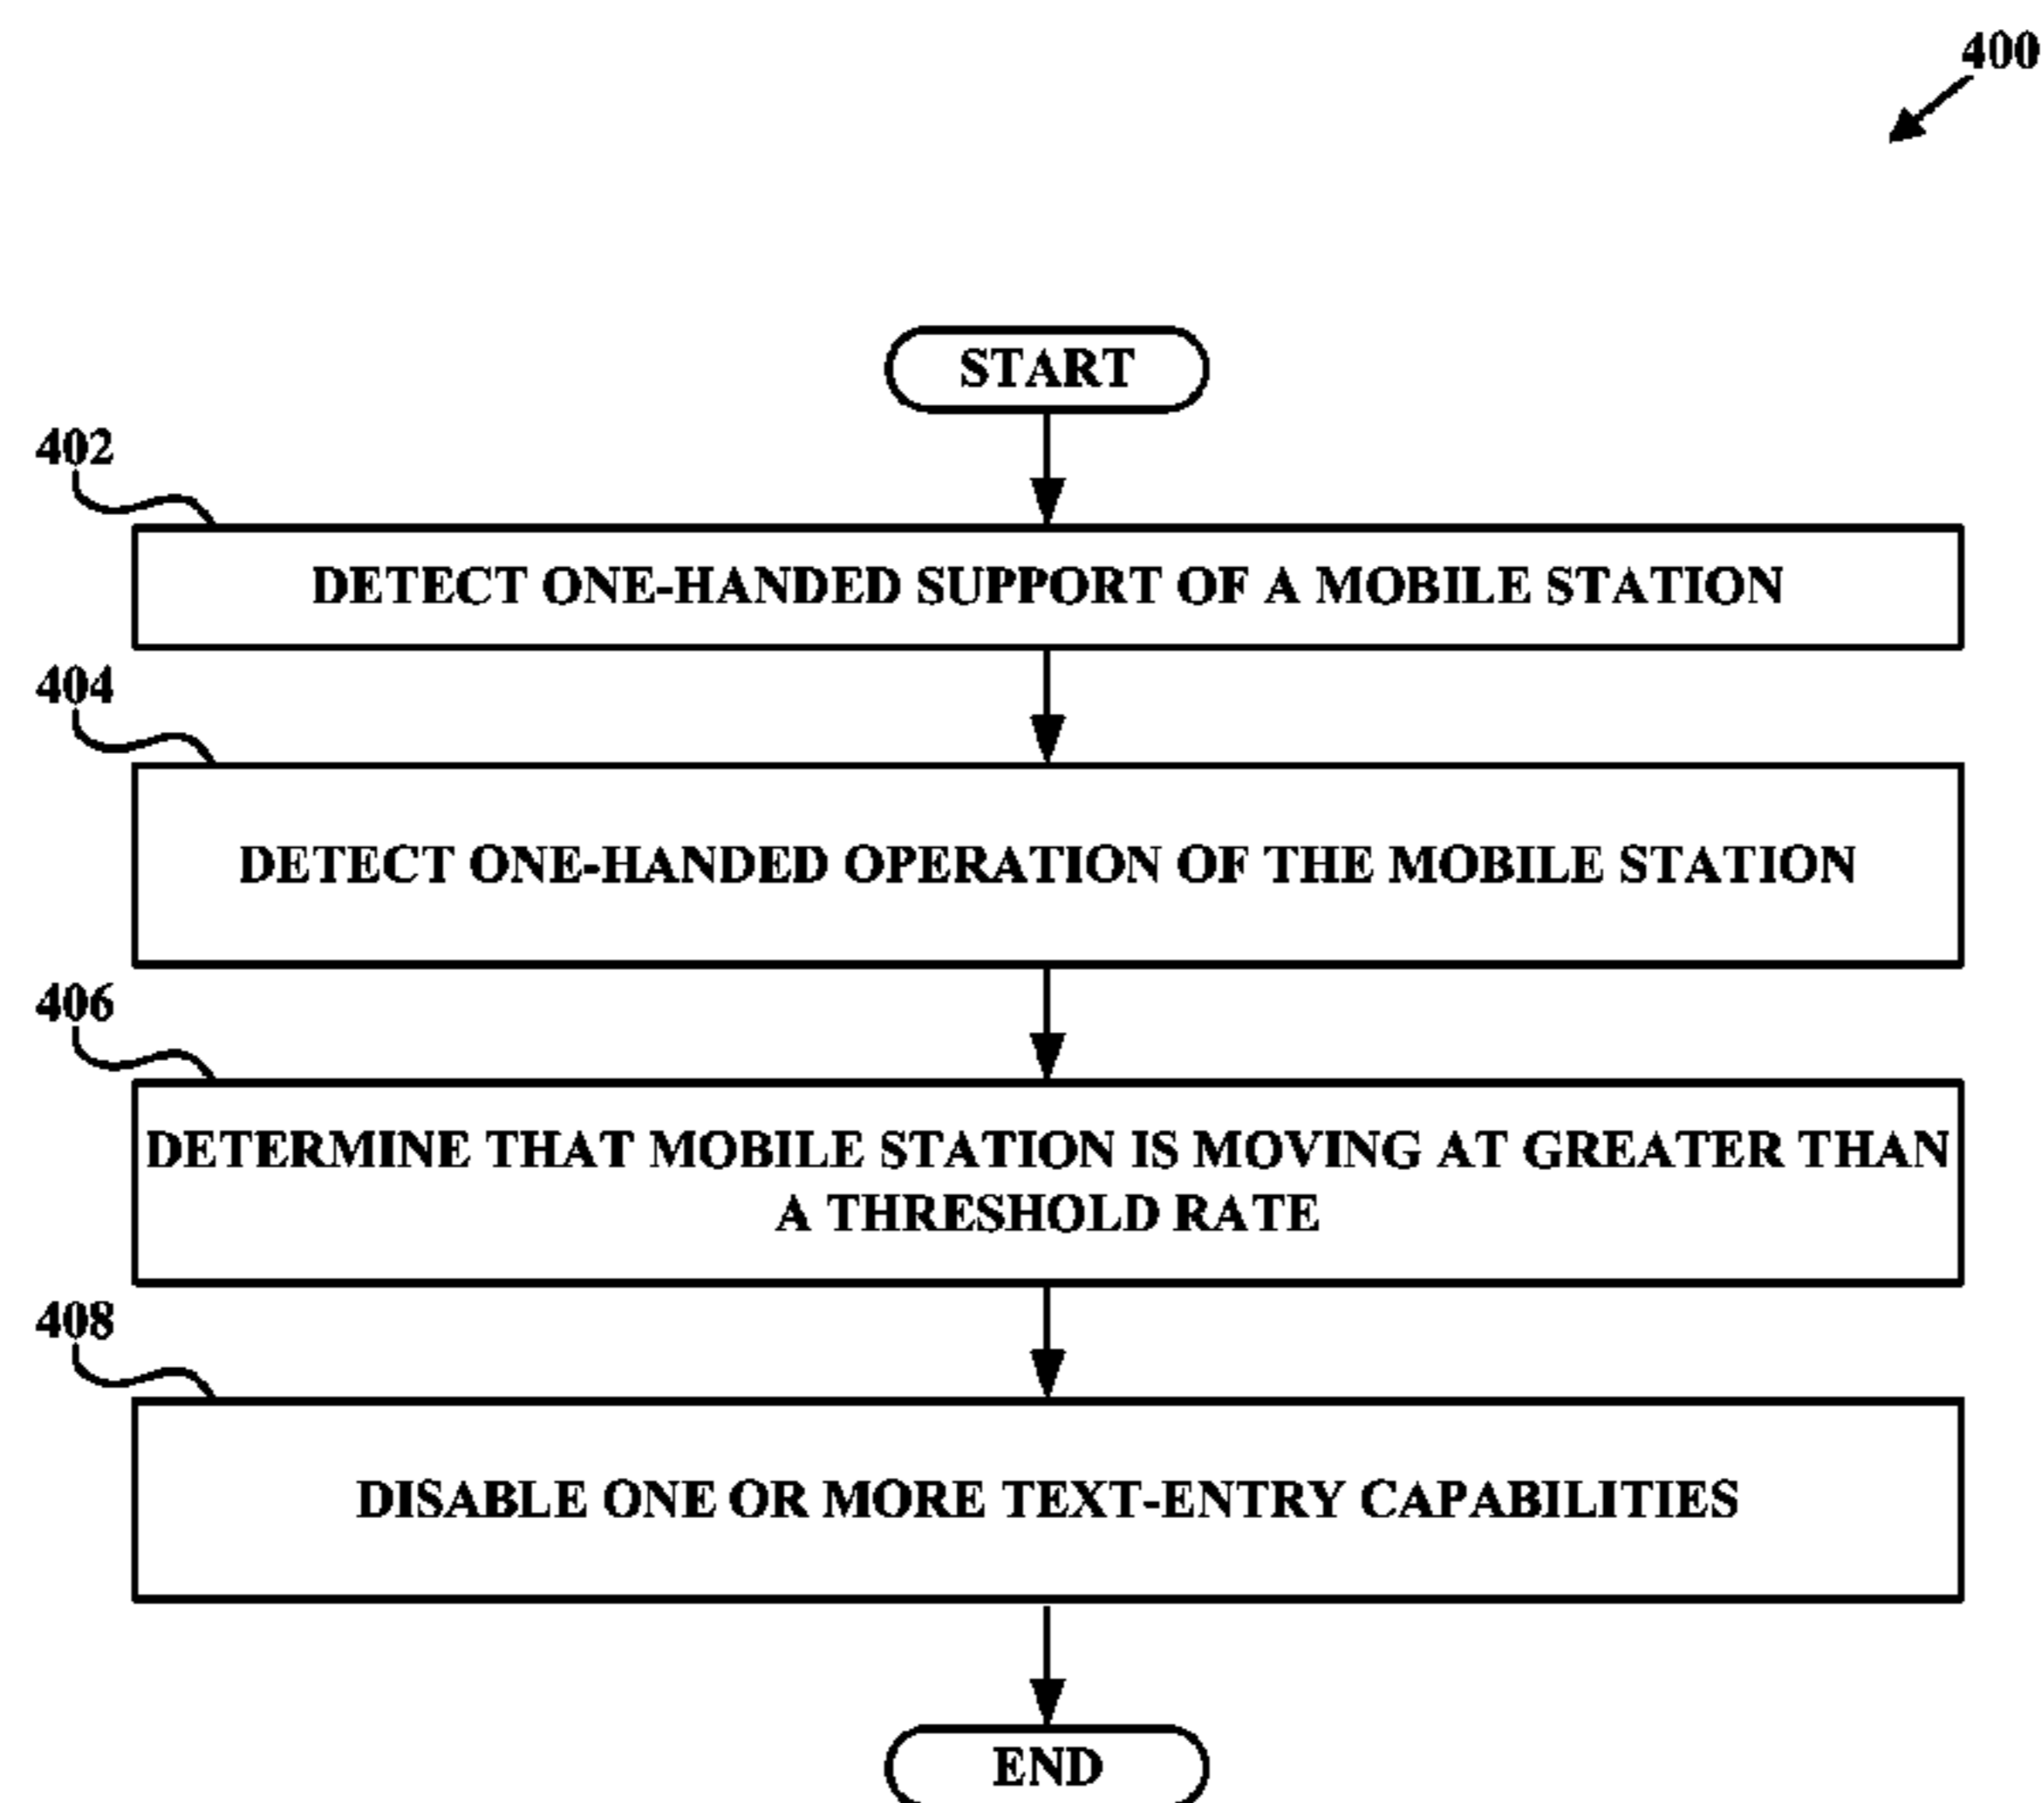 400
START
402
DETECT ONE-HANDED SUPPORT OF A MOBILE STATION
404
DETECT ONE-HANDED OPERATION OF THE MOBILE STATION
406
DETERMINE THAT MOBILE STATION IS MOVING AT GREATER THAN
A THRESHOLD RATE
408
DISABLE ONE OR MORE TEXT-ENTRY CAPABILITIES
END